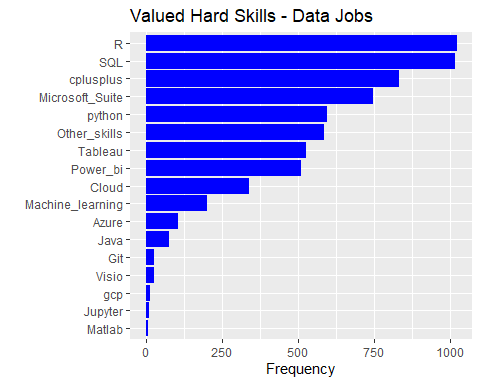 Valued Hard Skills - Data Jobs
R
SQL
cplusplus
Microsoft_Suite
python
Other_skills
Tableau
Power_bi
Cloud
Machine_learning
Azure
Java
Git
Visio
gcp
Jupyter
Matlab
0 250 500 750 1000
Frequency